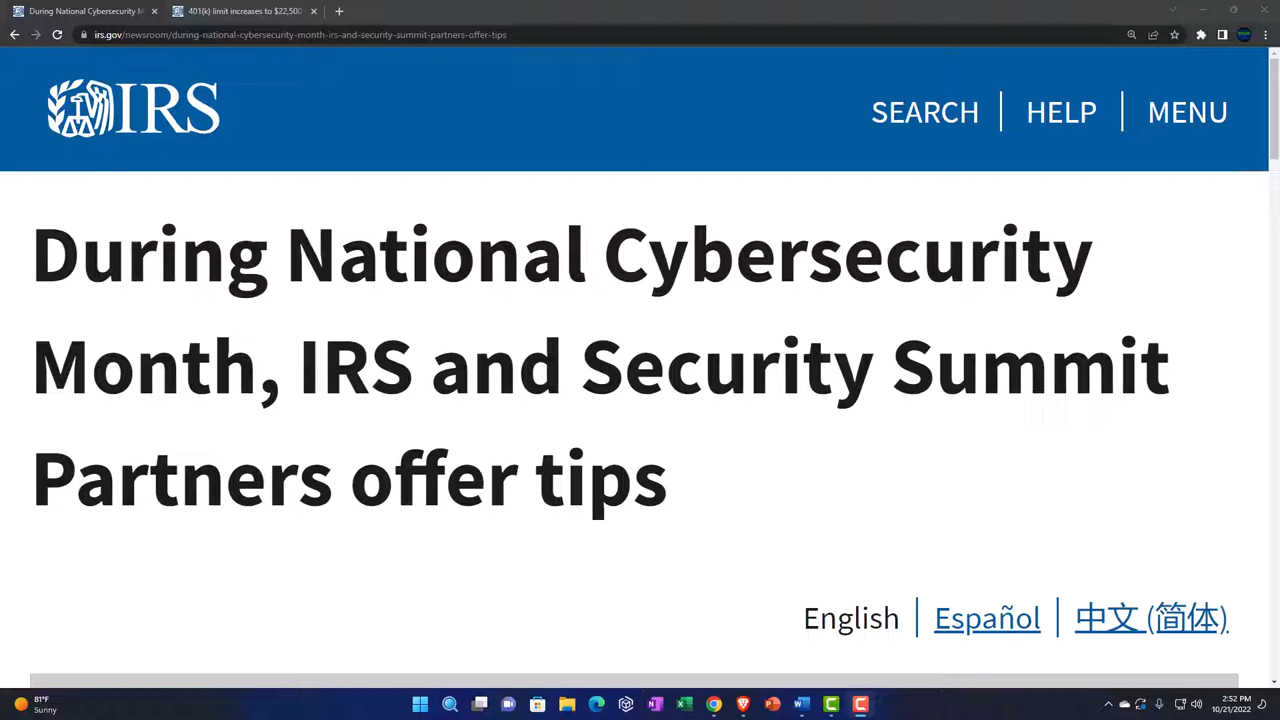 During National Cybersecurity M
401(k) limit increases to $22,500
irs.gov/newsroom/during-national-cybersecurity-month-irs-and-security-summit-partners-offer-tips
IRS
SEARCH
HELP
MENU
During National Cybersecurity
Month, IRS and Security Summit
Partners offer tips
English
Español
中文 (简体)
81°F
Sunny
2:52 PM
10/21/2022